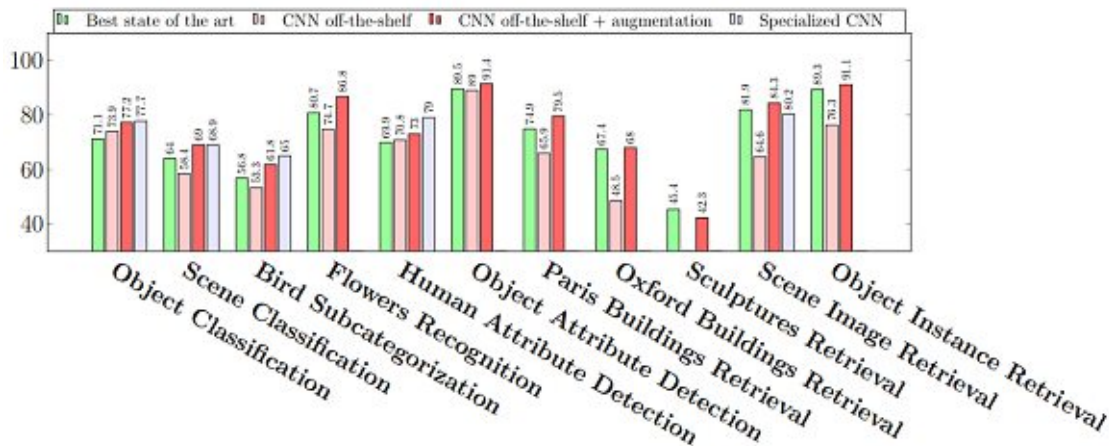 Best state of the art CNN off-the-shelf CNN off-the-shelf + augmentation Specialized CNN
100
80
60
40
71.1 73.9 77.2 77.7
64 58.4 69 68.9
56.8 53.3 61.8 65
80.7 74.7 86.8
69.9 70.8 73 79
89.5 89 91.4
74.9 65.9 79.5
67.4 48.5 68
45.4 42.3
81.9 64.6 84.3 80.2
89.3 76.3 91.1
Object Classification
Scene Classification
Bird Subcategorization
Flowers Recognition
Human Attribute Detection
Object Attribute Detection
Paris Buildings Retrieval
Oxford Buildings Retrieval
Sculptures Retrieval
Scene Image Retrieval
Object Instance Retrieval